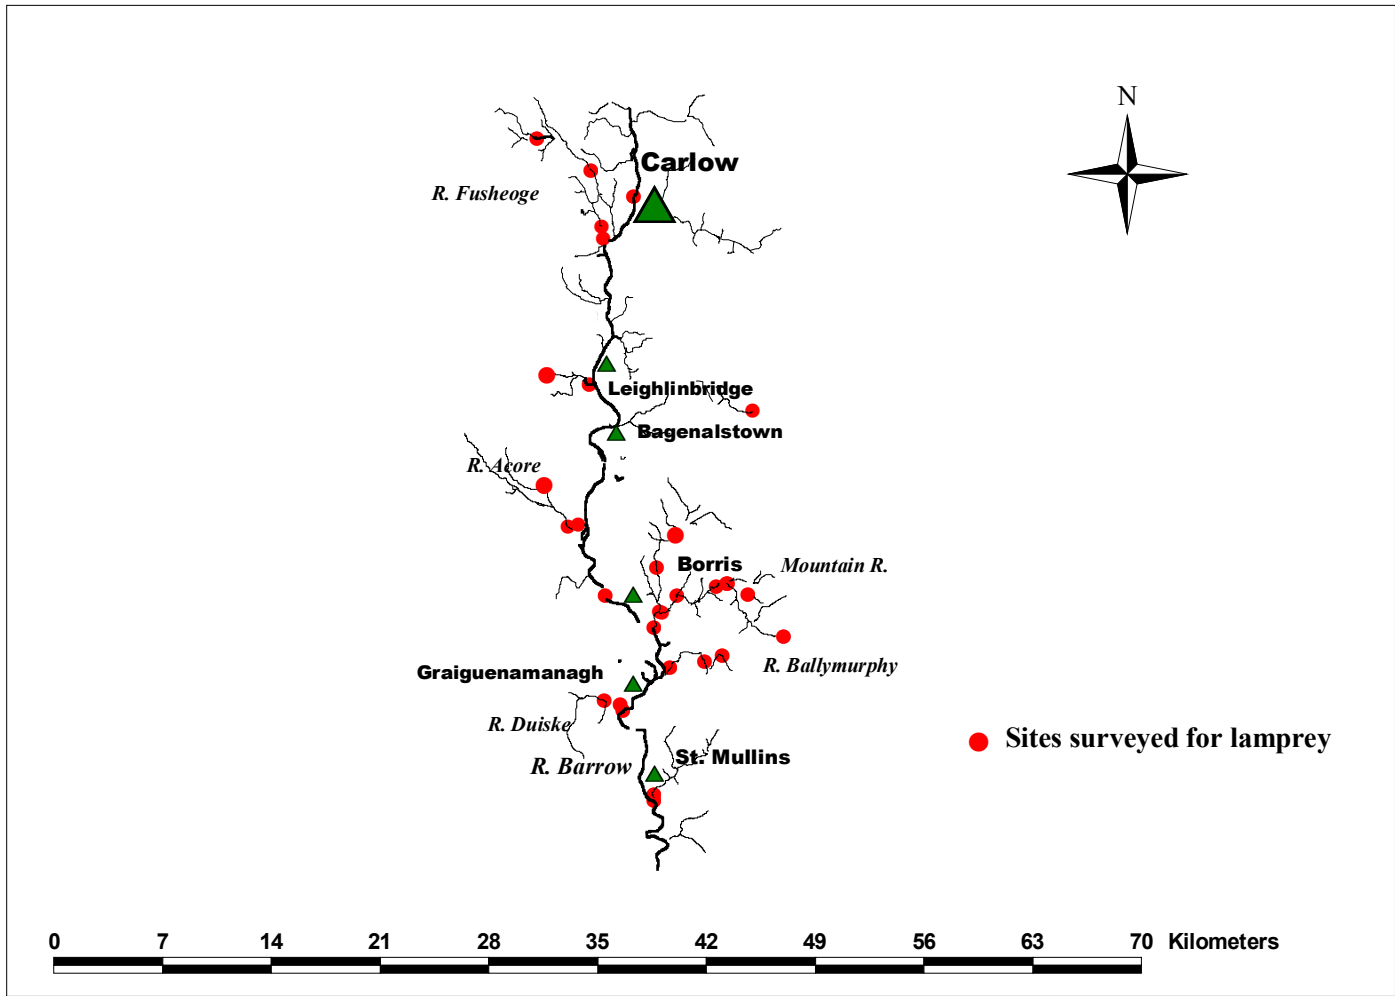 N
Carlow
R. Fusheoge
Leighlinbridge
Bagenalstown
R. Acore
Borris
Mountain R.
R. Ballymurphy
Graiguenamanagh
R. Duiske
Sites surveyed for lamprey
St. Mullins
R. Barrow
0 7 14 21 28 35 42 49 56 63 70 Kilometers